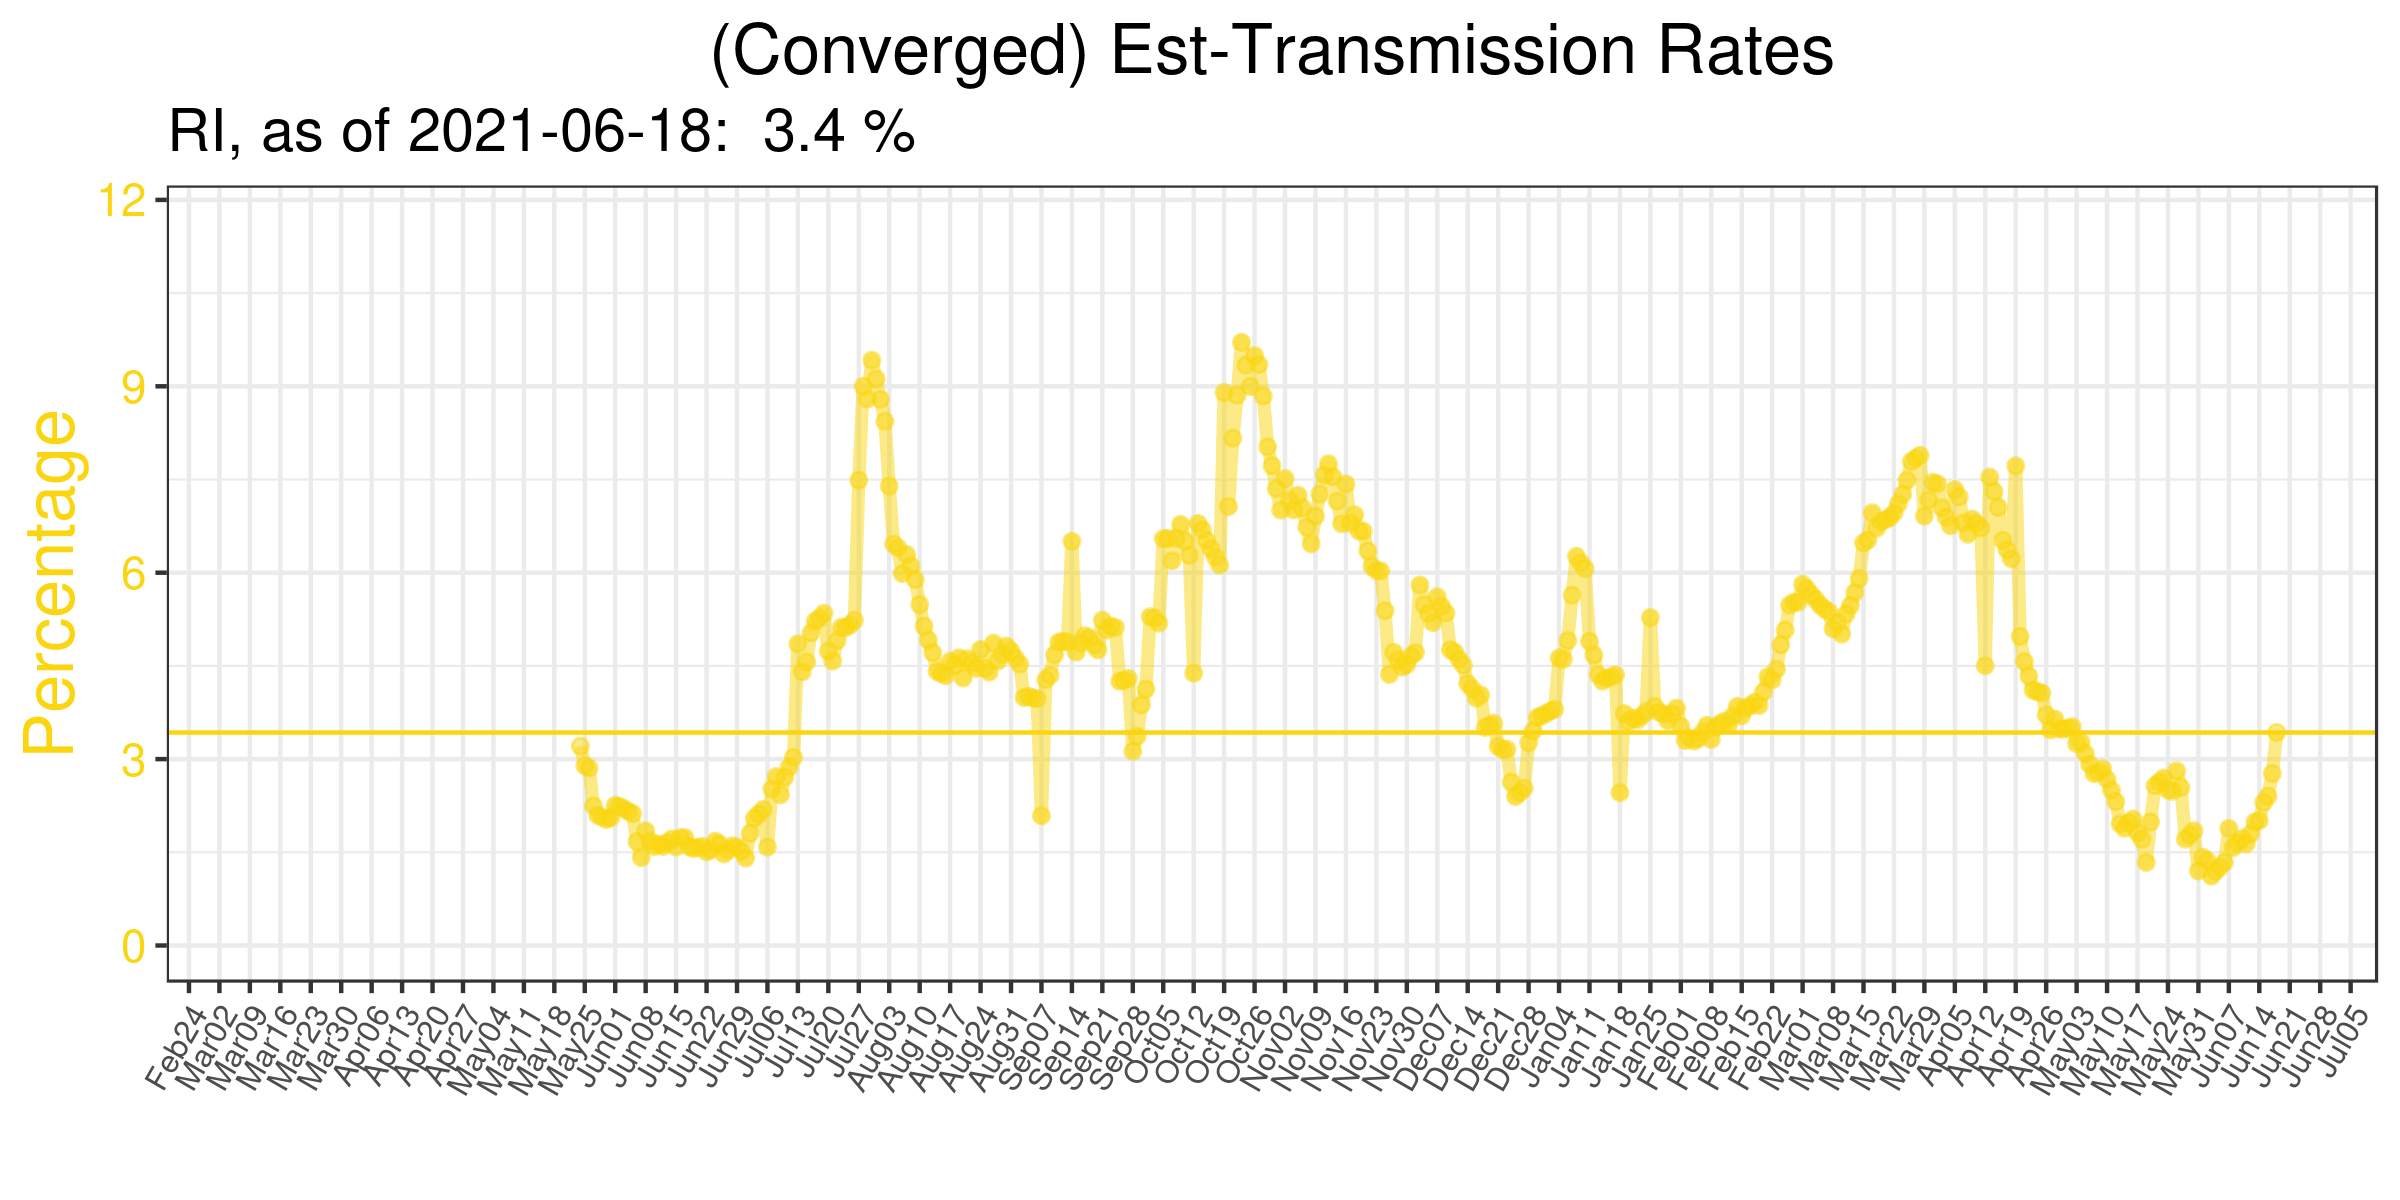 (Converged) Est-Transmission Rates
RI, as of 2021-06-18:  3.4 %
Percentage
12
9
6
3
0
Feb24
Mar02
Mar09
Mar16
Mar23
Mar30
Apr06
Apr13
Apr20
Apr27
May04
May11
May18
May25
Jun01
Jun08
Jun15
Jun22
Jun29
Jul06
Jul13
Jul20
Jul27
Aug03
Aug10
Aug17
Aug24
Aug31
Sep07
Sep14
Sep21
Sep28
Oct05
Oct12
Oct19
Oct26
Nov02
Nov09
Nov16
Nov23
Nov30
Dec07
Dec14
Dec21
Dec28
Jan04
Jan11
Jan18
Jan25
Feb01
Feb08
Feb15
Feb22
Mar01
Mar08
Mar15
Mar22
Mar29
Apr05
Apr12
Apr19
Apr26
May03
May10
May17
May24
May31
Jun07
Jun14
Jun21
Jun28
Jul05